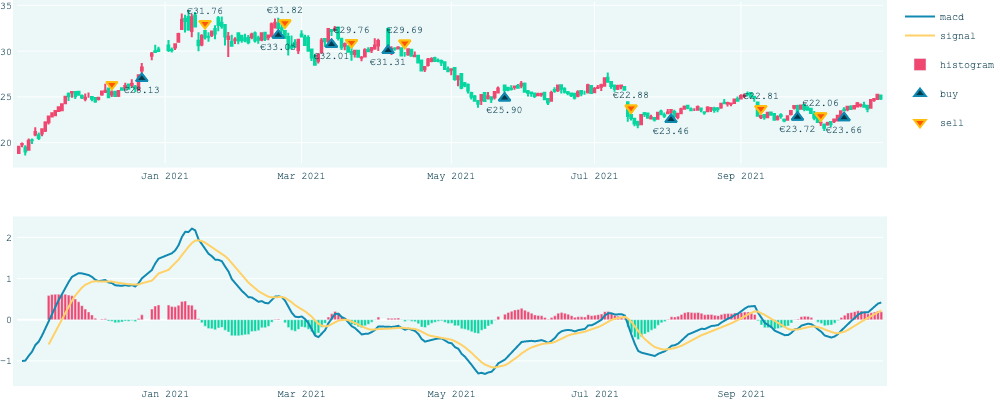 35
30
25
20
€31.76
€31.82
€29.76
€29.69
€33.08
€32.01
€31.31
€28.13
€25.90
€22.88
€23.46
€22.81
€22.06
€23.72
€23.66
Jan 2021
Mar 2021
May 2021
Jul 2021
Sep 2021
macd
signal
histogram
buy
sell
2
1
0
−1
Jan 2021
Mar 2021
May 2021
Jul 2021
Sep 2021